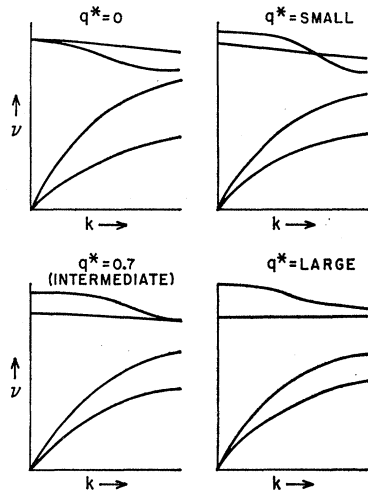 q*=0
q*=SMALL
↑
ν
k→
k→
q*=0.7
(INTERMEDIATE)
q*=LARGE
↑
ν
k→
k→